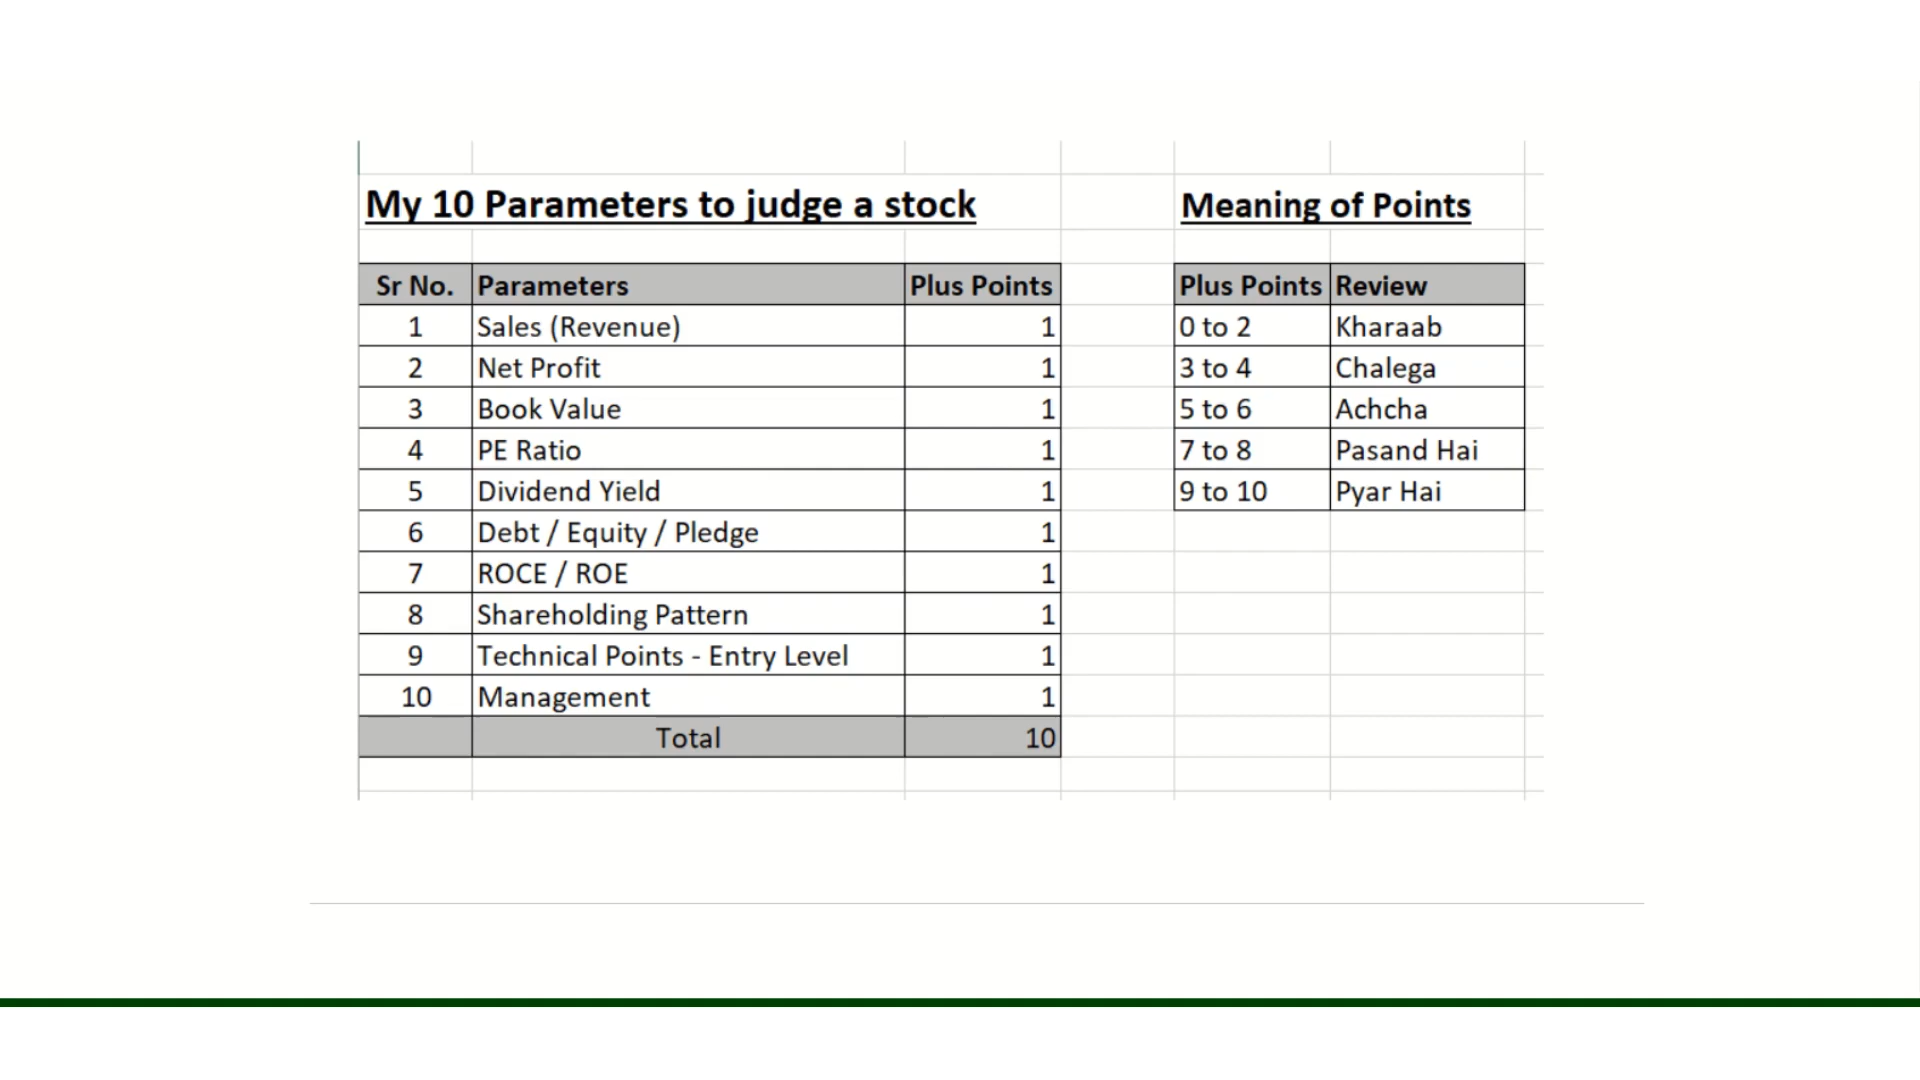 My 10 Parameters to judge a stock
Sr No. Parameters Plus Points
1 Sales (Revenue) 1
2 Net Profit 1
3 Book Value 1
4 PE Ratio 1
5 Dividend Yield 1
6 Debt / Equity / Pledge 1
7 ROCE / ROE 1
8 Shareholding Pattern 1
9 Technical Points - Entry Level 1
10 Management 1
Total 10
Meaning of Points
Plus Points Review
0 to 2 Kharaab
3 to 4 Chalega
5 to 6 Achcha
7 to 8 Pasand Hai
9 to 10 Pyar Hai